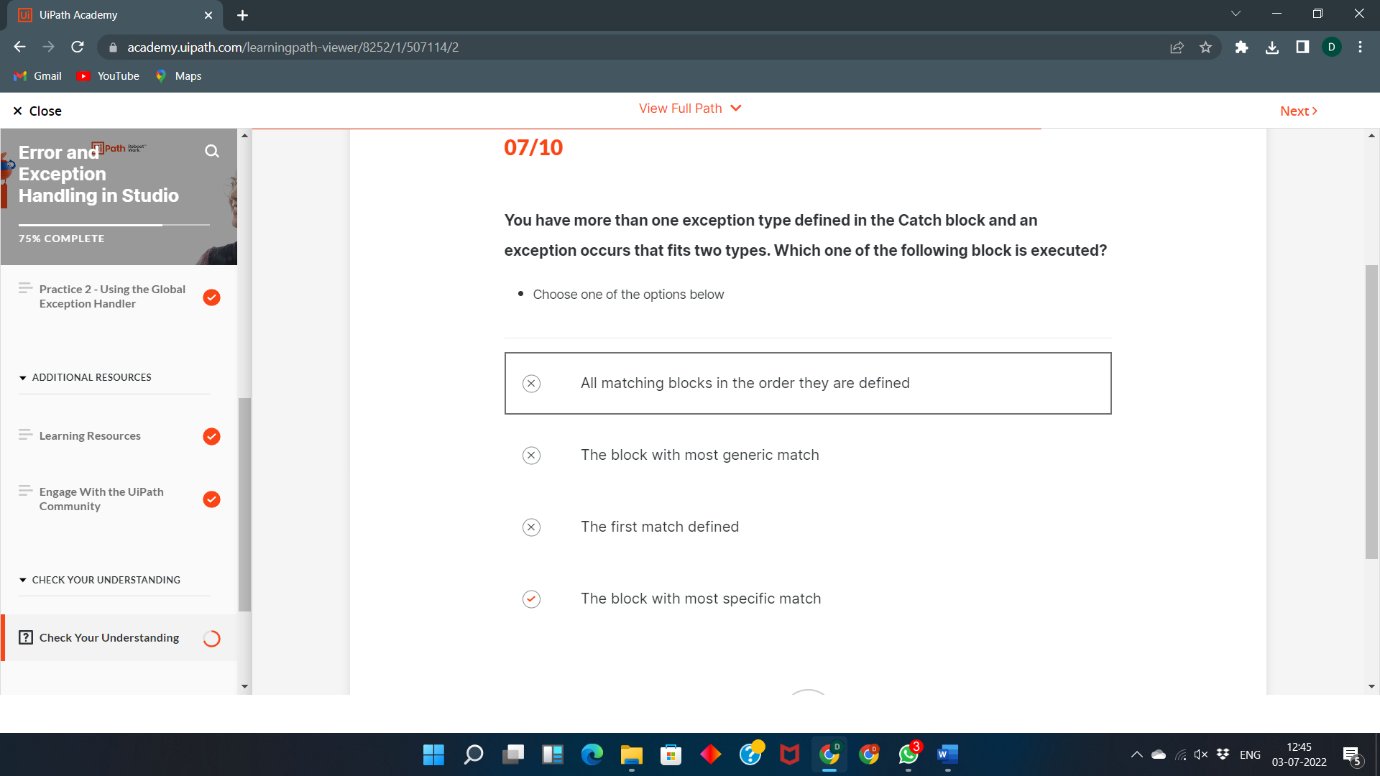 UiPath Academy
academy.uipath.com/learningpath-viewer/8252/1/507114/2
D
Gmail
YouTube
Maps
Close
View Full Path
Next
Error and
Exception
Handling in Studio
Ui Path
75% COMPLETE
Practice 2 - Using the Global
Exception Handler
ADDITIONAL RESOURCES
Learning Resources
Engage With the UiPath
Community
CHECK YOUR UNDERSTANDING
Check Your Understanding
07/10
You have more than one exception type defined in the Catch block and an
exception occurs that fits two types. Which one of the following block is executed?
• Choose one of the options below
All matching blocks in the order they are defined
The block with most generic match
The first match defined
The block with most specific match
3
ENG
12:45
03-07-2022
5